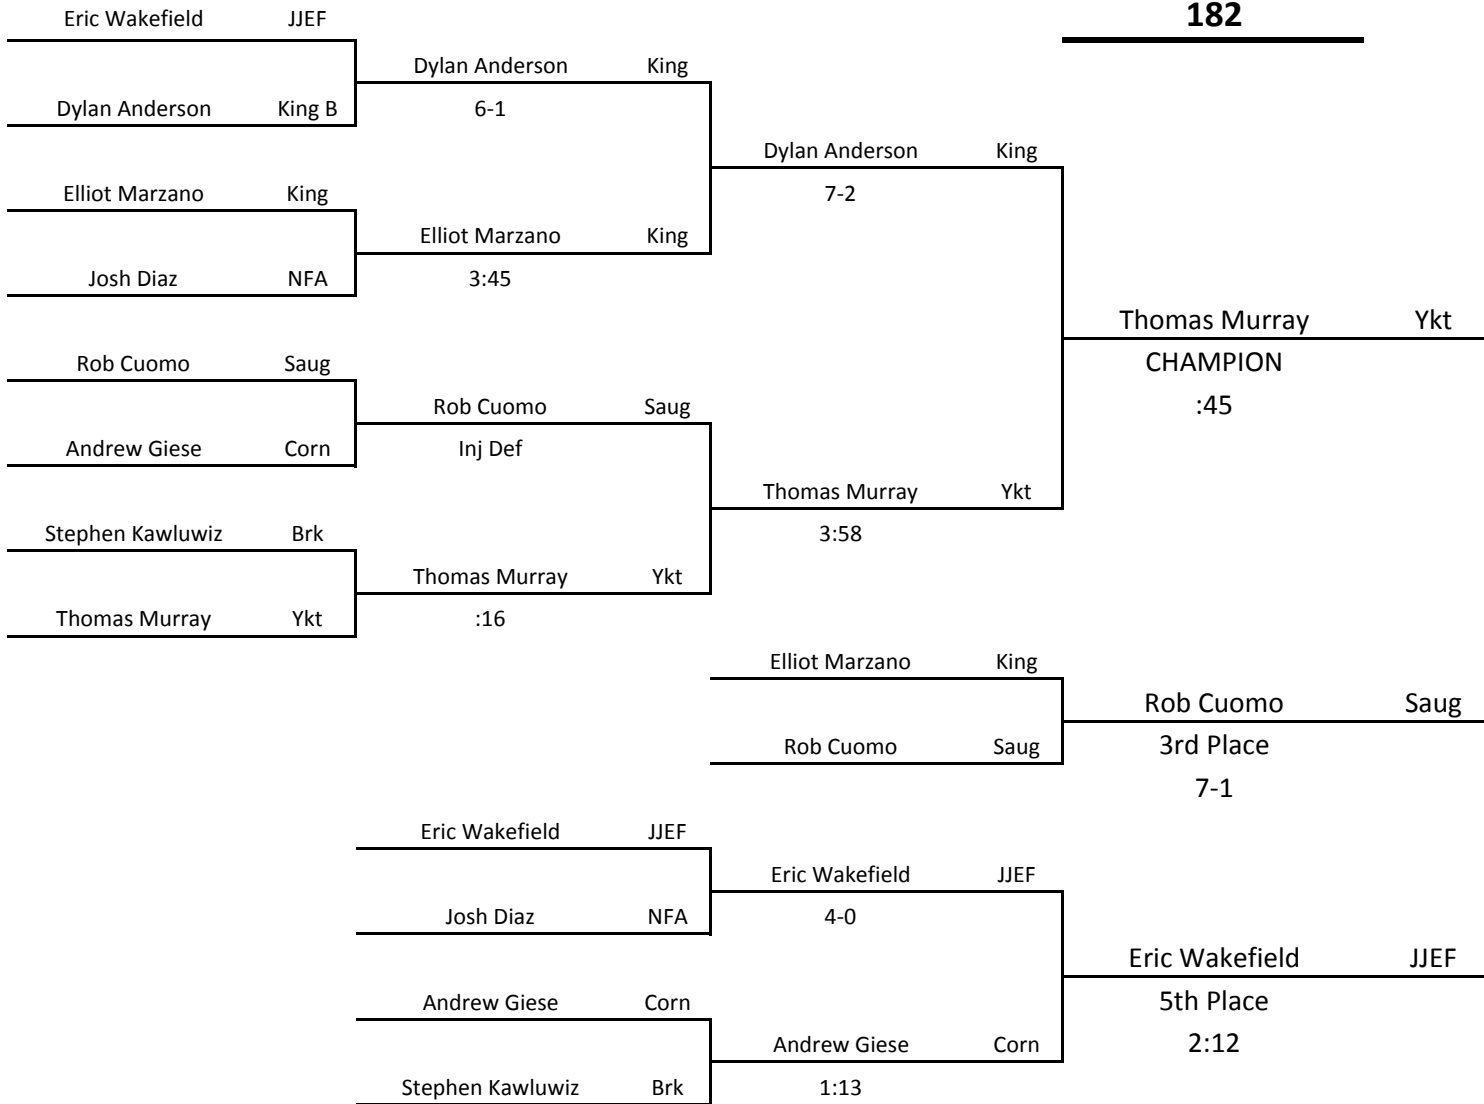 Eric Wakefield JJEF 182
Dylan Anderson King
Dylan Anderson King B 6-1
Dylan Anderson King
Elliot Marzano King 7-2
Elliot Marzano King
Josh Diaz NFA 3:45
Thomas Murray Ykt
Rob Cuomo Saug CHAMPION
Rob Cuomo Saug :45
Andrew Giese Corn Inj Def
Thomas Murray Ykt
Stephen Kawluwiz Brk 3:58
Thomas Murray Ykt
Thomas Murray Ykt :16
Elliot Marzano King
Rob Cuomo Saug
Rob Cuomo Saug 3rd Place
7-1
Eric Wakefield JJEF
Eric Wakefield JJEF
Josh Diaz NFA 4-0
Eric Wakefield JJEF
Andrew Giese Corn 5th Place
Andrew Giese Corn 2:12
Stephen Kawluwiz Brk 1:13